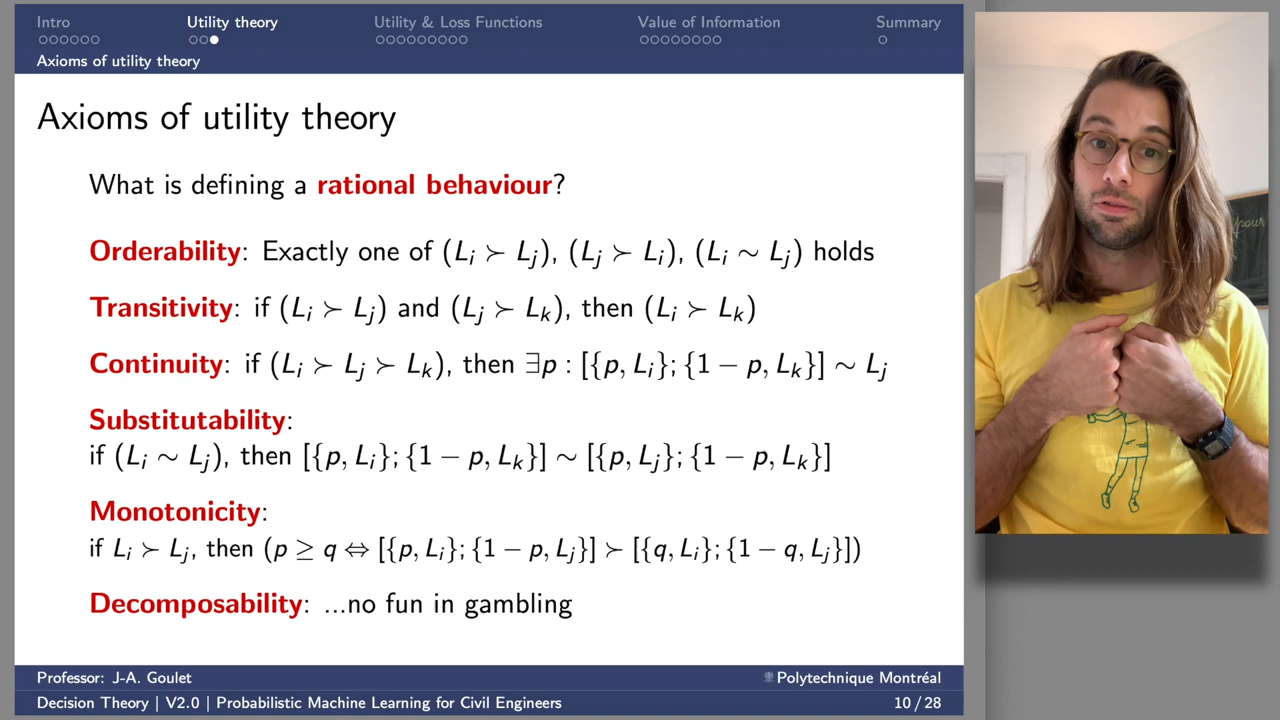 Intro
Utility theory
Utility & Loss Functions
Value of Information
Summary
Axioms of utility theory
Axioms of utility theory
What is defining a rational behaviour?
Orderability: Exactly one of (Lᵢ ≻ Lⱼ), (Lⱼ ≻ Lᵢ), (Lᵢ ∼ Lⱼ) holds
Transitivity: if (Lᵢ ≻ Lⱼ) and (Lⱼ ≻ Lₖ), then (Lᵢ ≻ Lₖ)
Continuity: if (Lᵢ ≻ Lⱼ ≻ Lₖ), then ∃p : [{p, Lᵢ}; {1 − p, Lₖ}] ∼ Lⱼ
Substitutability:
if (Lᵢ ∼ Lⱼ), then [{p, Lᵢ}; {1 − p, Lₖ}] ∼ [{p, Lⱼ}; {1 − p, Lₖ}]
Monotonicity:
if Lᵢ ≻ Lⱼ, then (p ≥ q ⇔ [{p, Lᵢ}; {1 − p, Lⱼ}] ≻ [{q, Lᵢ}; {1 − q, Lⱼ}])
Decomposability: ...no fun in gambling
Professor: J-A. Goulet
Polytechnique Montréal
Decision Theory | V2.0 | Probabilistic Machine Learning for Civil Engineers
10 / 28